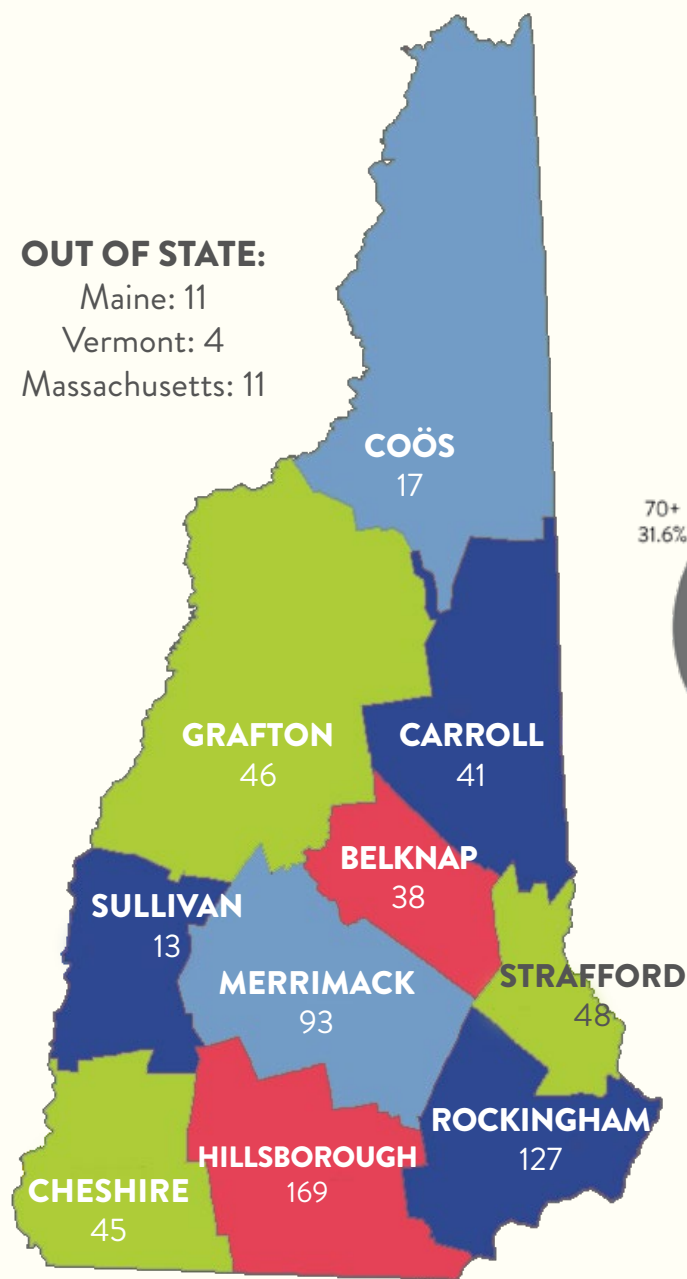 OUT OF STATE:
Maine: 11
Vermont: 4
Massachusetts: 11
COÖS
17
70+
31.6%
GRAFTON
46
CARROLL
41
BELKNAP
38
SULLIVAN
13
STRAFFORD
48
MERRIMACK
93
ROCKINGHAM
127
HILLSBOROUGH
169
CHESHIRE
45